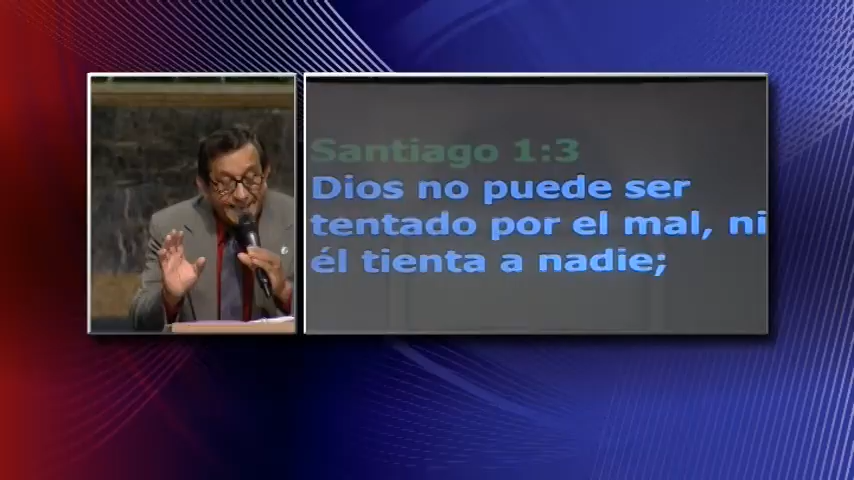 Santiago 1:3
Dios no puede ser
tentado por el mal, ni
él tienta a nadie;